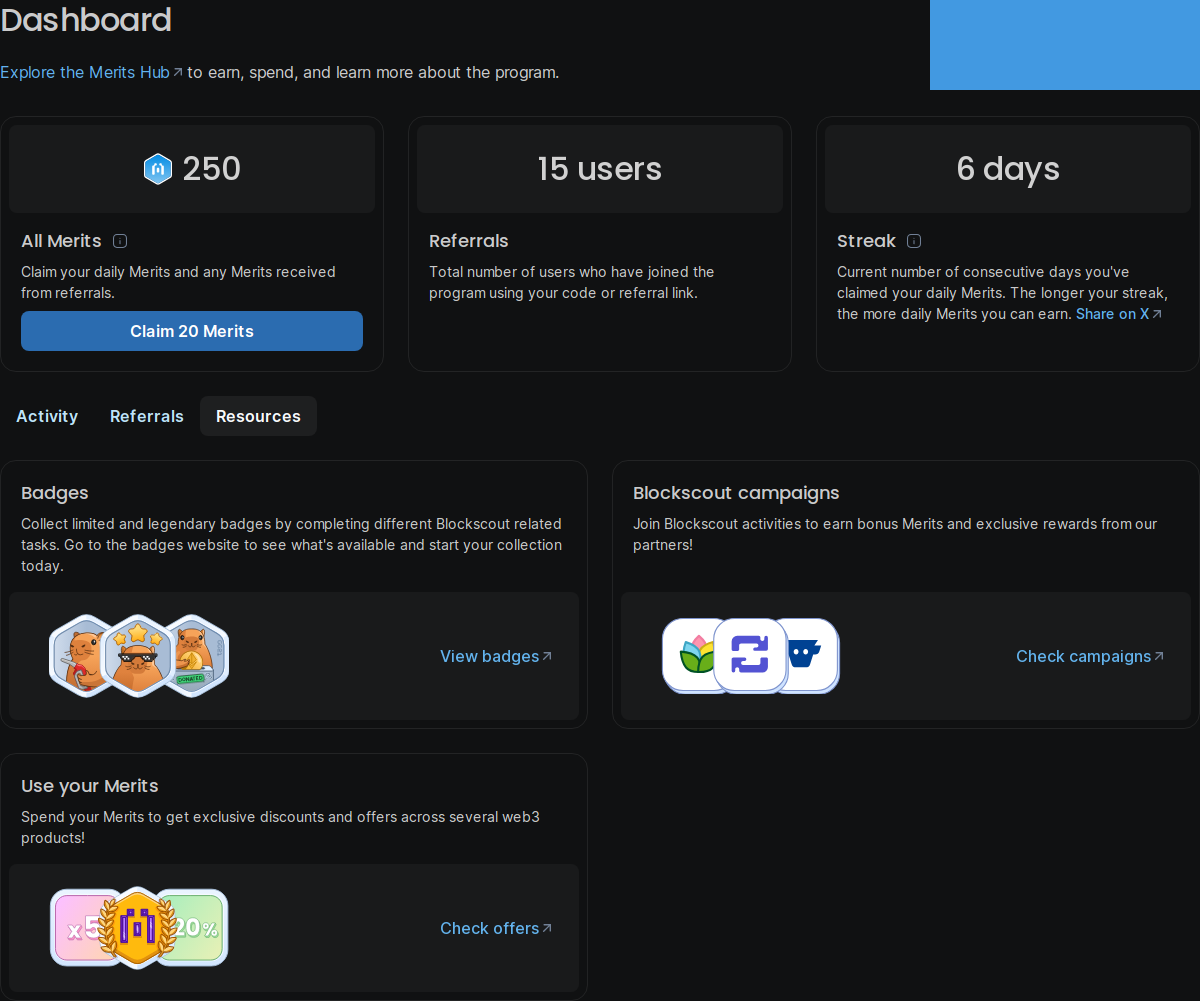 Dashboard
Explore the Merits Hub to earn, spend, and learn more about the program.
250
15 users
6 days
All Merits
Claim your daily Merits and any Merits received
from referrals.
Claim 20 Merits
Referrals
Total number of users who have joined the
program using your code or referral link.
Streak
Current number of consecutive days you've
claimed your daily Merits. The longer your streak,
the more daily Merits you can earn. Share on X
Activity
Referrals
Resources
Badges
Collect limited and legendary badges by completing different Blockscout related
tasks. Go to the badges website to see what's available and start your collection
today.
DONATED
View badges
Blockscout campaigns
Join Blockscout activities to earn bonus Merits and exclusive rewards from our
partners!
Check campaigns
Use your Merits
Spend your Merits to get exclusive discounts and offers across several web3
products!
x5
20%
Check offers